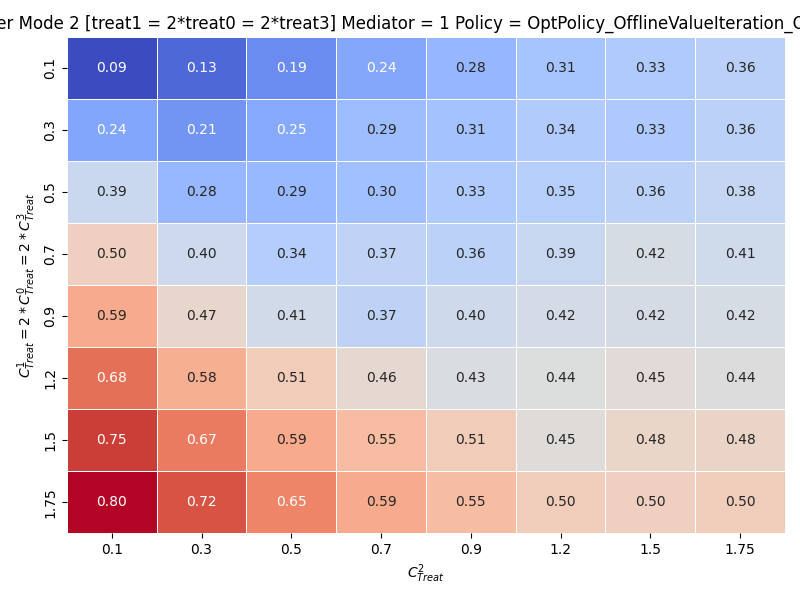 er Mode 2 [treat1 = 2*treat0 = 2*treat3] Mediator = 1 Policy = OptPolicy_OfflineValueIteration_C
0.1 0.09 0.13 0.19 0.24 0.28 0.31 0.33 0.36
0.3 0.24 0.21 0.25 0.29 0.31 0.34 0.33 0.36
0.5 0.39 0.28 0.29 0.30 0.33 0.35 0.36 0.38
0.7 0.50 0.40 0.34 0.37 0.36 0.39 0.42 0.41
0.9 0.59 0.47 0.41 0.37 0.40 0.42 0.42 0.42
1.2 0.68 0.58 0.51 0.46 0.43 0.44 0.45 0.44
1.5 0.75 0.67 0.59 0.55 0.51 0.45 0.48 0.48
1.75 0.80 0.72 0.65 0.59 0.55 0.50 0.50 0.50
0.1 0.3 0.5 0.7 0.9 1.2 1.5 1.75
$C^{1}_{Treat} = 2 * C^{0}_{Treat} = 2 * C^{3}_{Treat}$
$C^{2}_{Treat}$